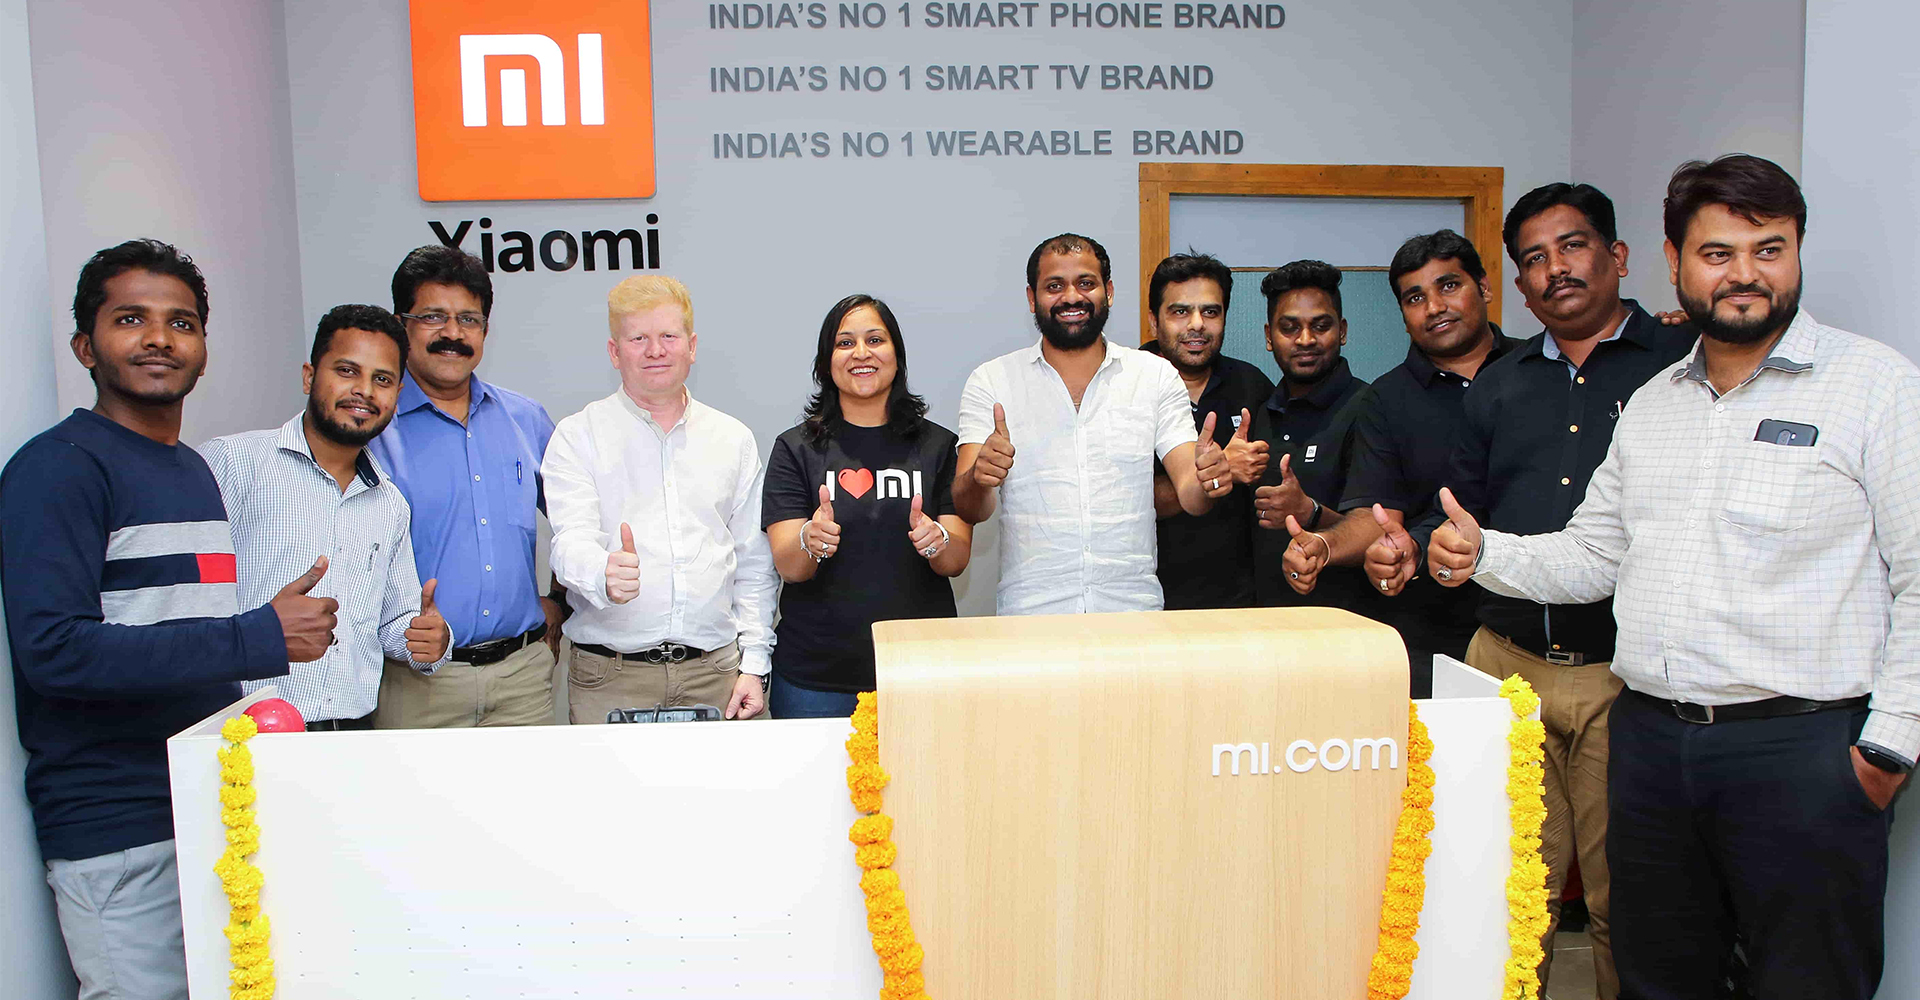 mi
INDIA'S NO 1 SMART PHONE BRAND
INDIA'S NO 1 SMART TV BRAND
INDIA'S NO 1 WEARABLE BRAND
Xiaomi
I ❤ mi
mi.com